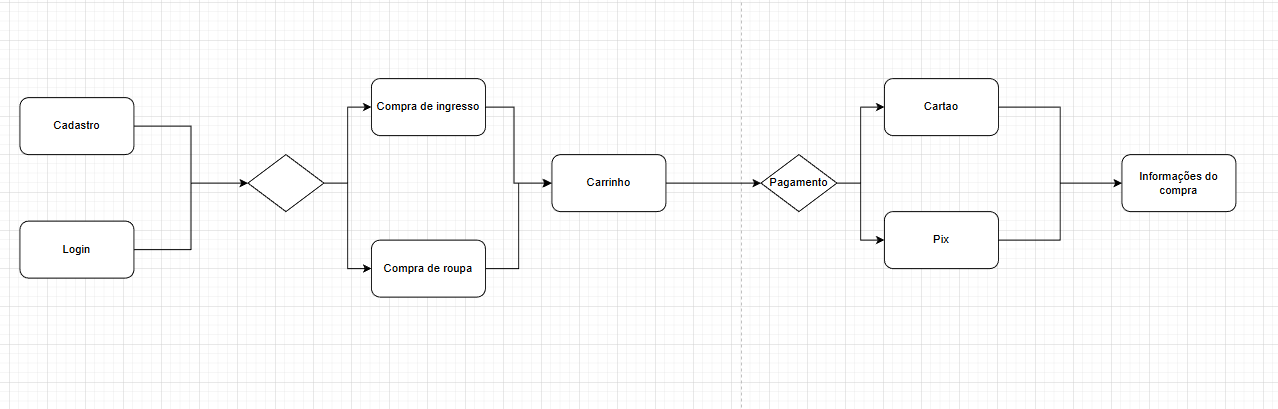 Cadastro
Login
Compra de ingresso
Compra de roupa
Carrinho
Pagamento
Cartao
Pix
Informações do
compra